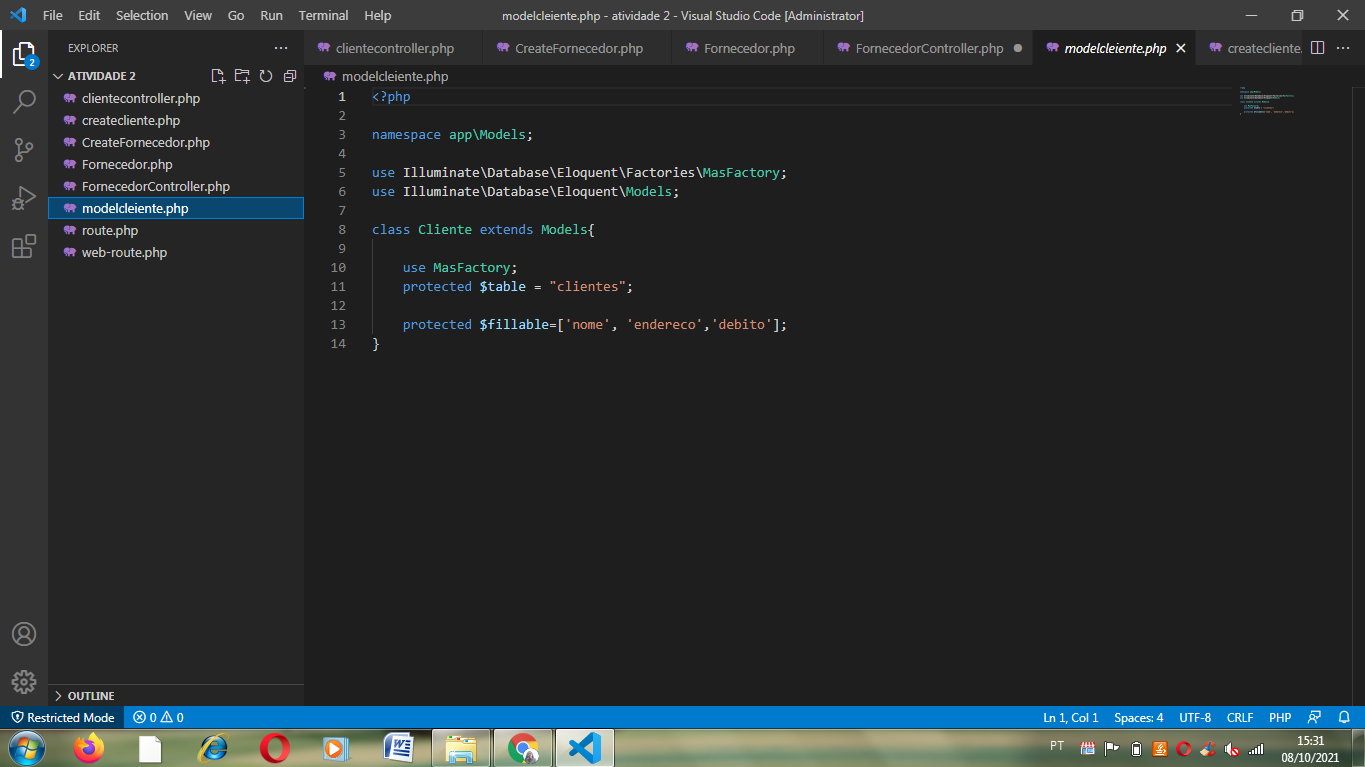 File Edit Selection View Go Run Terminal Help
modelcleiente.php - atividade 2 - Visual Studio Code [Administrator]
EXPLORER
clientecontroller.php
CreateFornecedor.php
Fornecedor.php
FornecedorController.php
modelcleiente.php
createcliente.
2
ATIVIDADE 2
clientecontroller.php
createcliente.php
CreateFornecedor.php
Fornecedor.php
FornecedorController.php
modelcleiente.php
route.php
web-route.php
modelcleiente.php
1 <?php
2
3 namespace app\Models;
4
5 use Illuminate\Database\Eloquent\Factories\MasFactory;
6 use Illuminate\Database\Eloquent\Models;
7
8 class Cliente extends Models{
9
10 use MasFactory;
11 protected $table = "clientes";
12
13 protected $fillable=['nome', 'endereco','debito'];
14 }
OUTLINE
Restricted Mode 0 0
Ln 1, Col 1 Spaces: 4 UTF-8 CRLF PHP
PT
15:31
08/10/2021